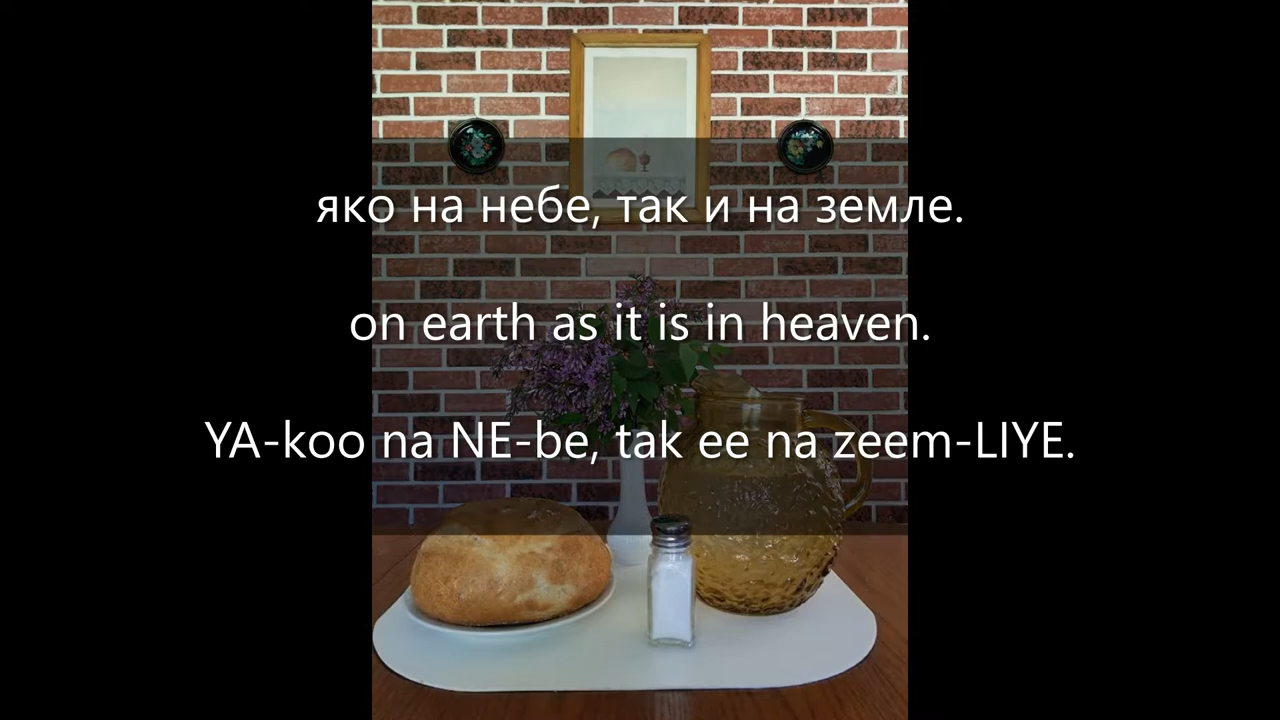 яко на небе, так и на земле.
on earth as it is in heaven.
YA-koo na NE-be, tak ee na zeem-LIYE.